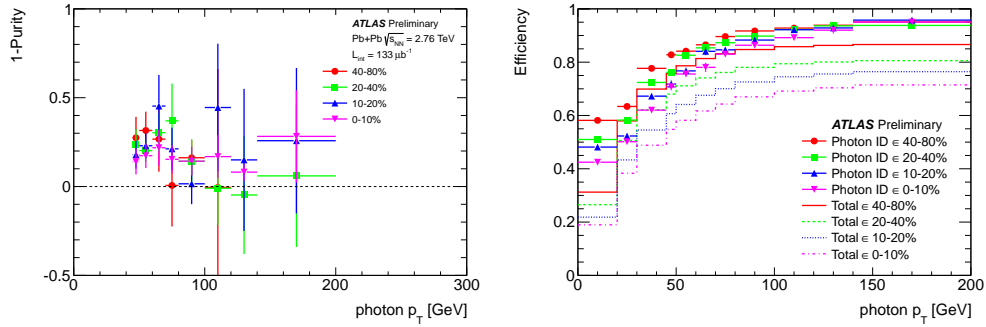 1-Purity
1
0.5
0
-0.5
0
100
200
300
photon p_T [GeV]
ATLAS Preliminary
Pb+Pb √s_NN = 2.76 TeV
L_int = 133 μb⁻¹
40-80%
20-40%
10-20%
0-10%
Efficiency
1
0.8
0.6
0.4
0.2
0
0
50
100
150
200
photon p_T [GeV]
ATLAS Preliminary
Photon ID ∈ 40-80%
Photon ID ∈ 20-40%
Photon ID ∈ 10-20%
Photon ID ∈ 0-10%
Total ∈ 40-80%
Total ∈ 20-40%
Total ∈ 10-20%
Total ∈ 0-10%